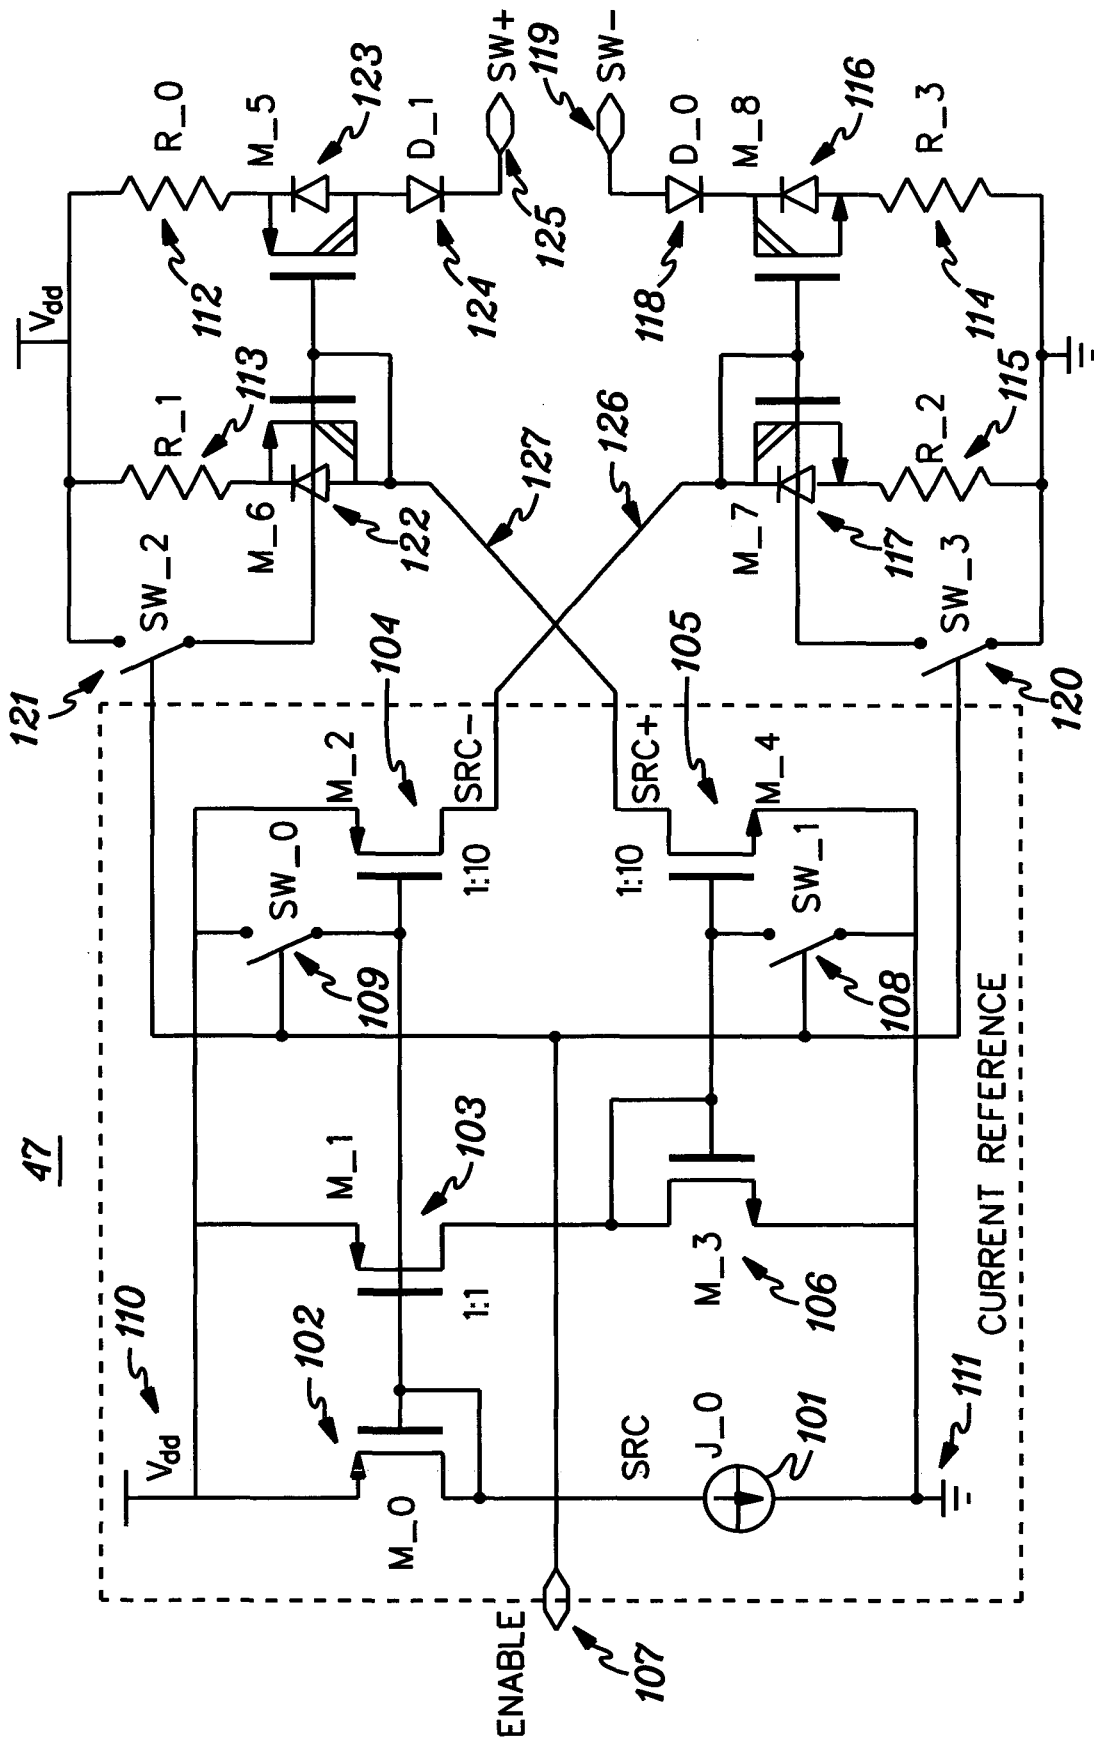 47
ENABLE
107
110
Vdd
102
M_0
SRC
J_0
101
111
CURRENT REFERENCE
M_1
103
1:1
M_3
106
SW_0
109
M_2
104
1:10
SRC-
1:10
SRC+
105
M_4
SW_1
108
121
SW_2
Vdd
R_1
113
M_6
122
R_0
112
M_5
123
D_1
124
SW+
125
127
126
SW-
119
D_0
118
M_8
116
M_7
117
R_3
114
R_2
115
SW_3
120